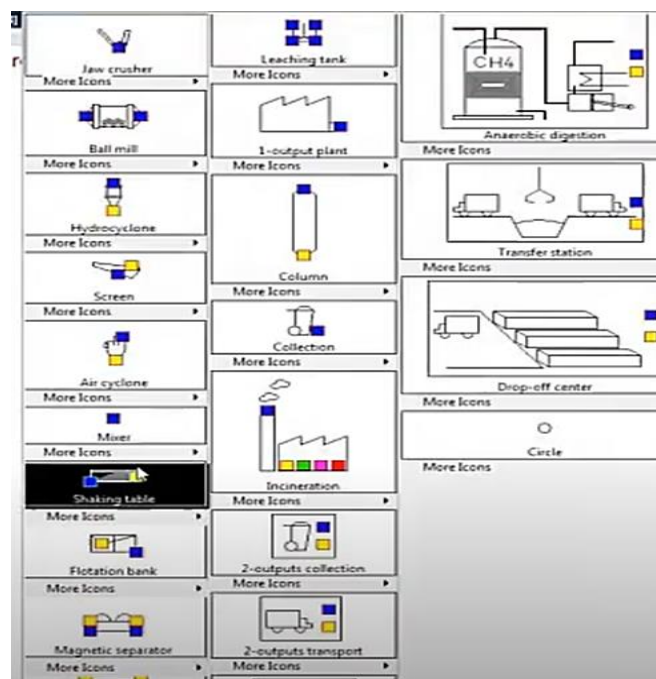 Jaw crusher
More Icons
Ball mill
More Icons
Hydrocyclone
More Icons
Screen
More Icons
Air cyclone
More Icons
Mixer
More Icons
Shaking table
More Icons
Flotation bank
More Icons
Magnetic separator
More Icons
Leaching tank
More Icons
1-output plant
More Icons
Column
More Icons
Collection
More Icons
Incineration
More Icons
2-outputs collection
More Icons
2-outputs transport
More Icons
CH4
Anaerobic digestion
More Icons
Transfer station
More Icons
Drop-off center
More Icons
Circle
More Icons